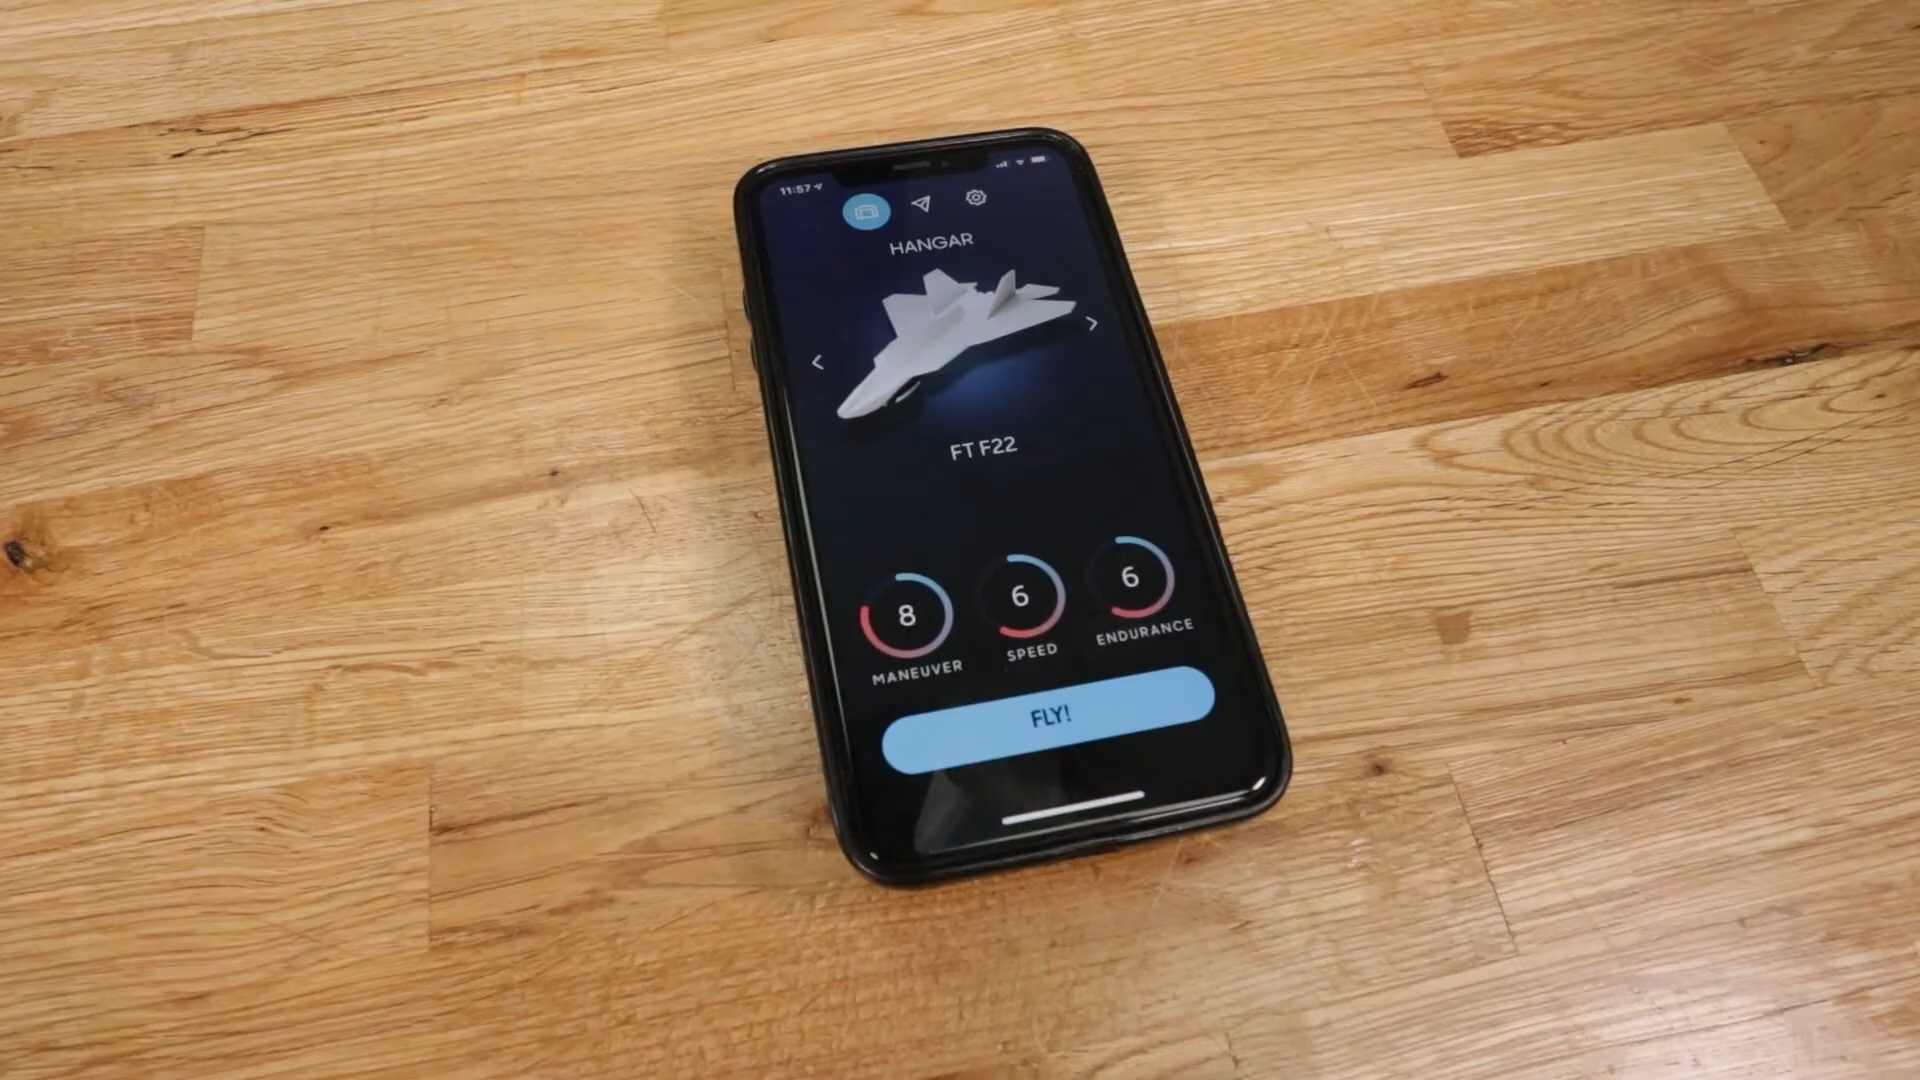 11:57
HANGAR
FT F22
8
6
6
MANEUVER
SPEED
ENDURANCE
FLY!